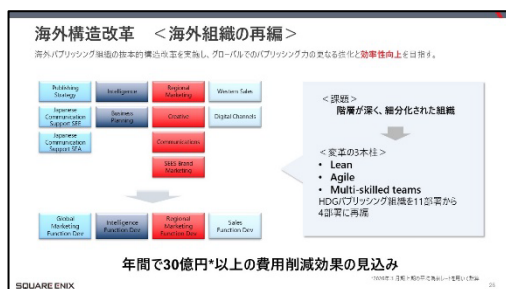 海外構造改革 ＜海外組織の再編＞
海外パブリッシング組織の抜本的構造改革を実施し、グローバルでのパブリッシング力の更なる強化と効率性向上を目指す。
Publishing Strategy
Intelligence
Regional Marketing
Western Sales
Japanese Communication Support SEE
Business Planning
Creative
Digital Channels
Japanese Communication Support SEA
Communications
SEES Brand Marketing
Global Marketing Function Dev
Intelligence Function Dev
Regional Marketing Function Dev
Sales Function Dev
＜課題＞
階層が深く、細分化された組織
＜変革の3本柱＞
• Lean
• Agile
• Multi-skilled teams
HDGパブリッシング組織を11部署から
4部署に再編
年間で30億円*以上の費用削減効果の見込み
SQUARE ENIX
26